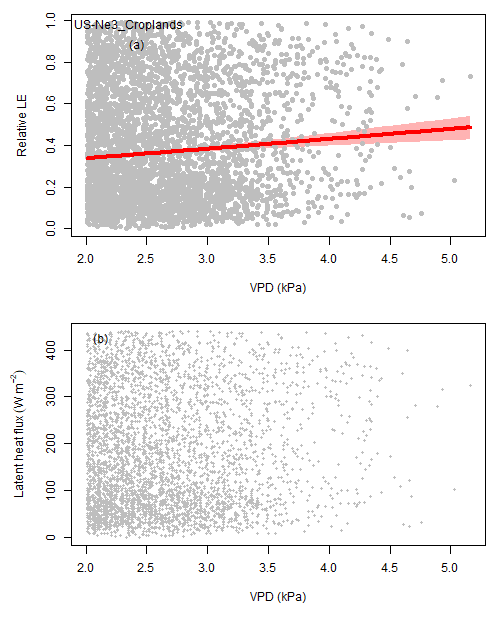 US-Ne3_Croplands
(a)
1.0
0.8
0.6
0.4
0.2
0.0
Relative LE
2.0 2.5 3.0 3.5 4.0 4.5 5.0
VPD (kPa)
(b)
400
300
200
100
0
Latent heat flux (W m⁻²)
2.0 2.5 3.0 3.5 4.0 4.5 5.0
VPD (kPa)